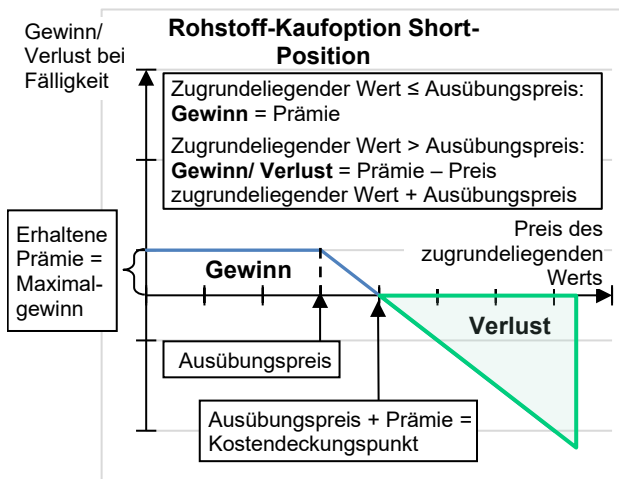 Gewinn/
Verlust bei
Fälligkeit
Rohstoff-Kaufoption Short-
Position
Zugrundeliegender Wert ≤ Ausübungspreis:
Gewinn = Prämie
Zugrundeliegender Wert > Ausübungspreis:
Gewinn/ Verlust = Prämie – Preis
zugrundeliegender Wert + Ausübungspreis
Preis des
zugrundeliegenden
Werts
Erhaltene
Prämie =
Maximal-
gewinn
Gewinn
Verlust
Ausübungspreis
Ausübungspreis + Prämie =
Kostendeckungspunkt